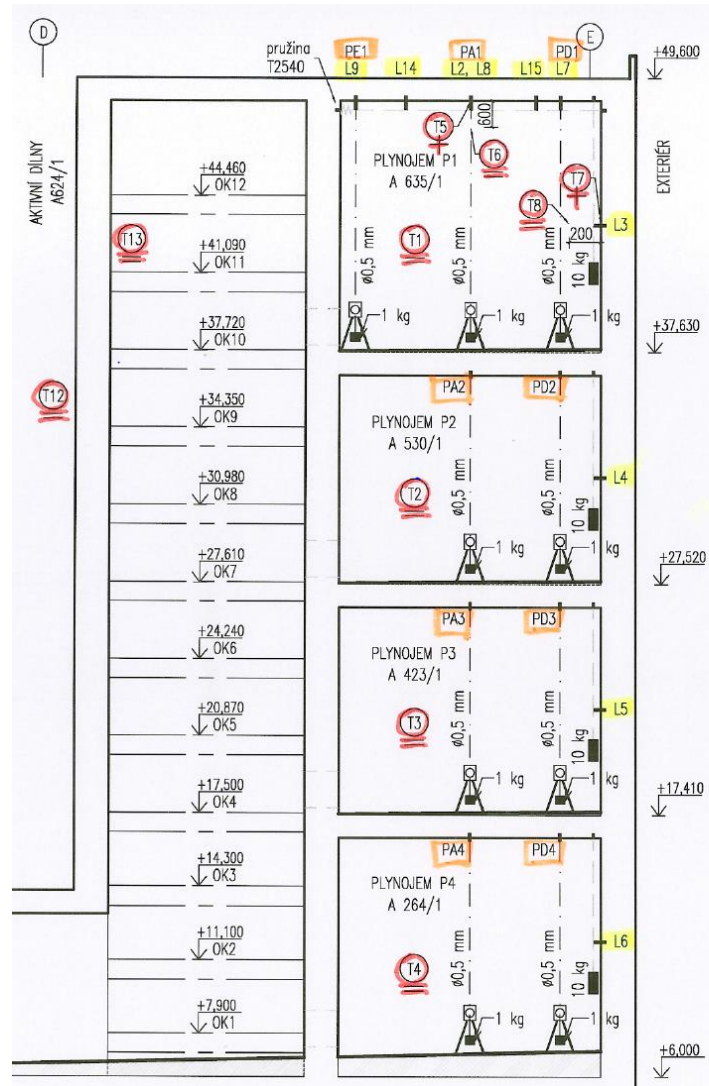 D
pružina
T2540
PE1
PA1
PD1
E
+49,600
L9
L14
L2, L8
L15
L7
AKTIVNÍ DÍLNY
A624/1
EXTERIÉR
T5
600
T6
PLYNOJEM P1
A 635/1
T7
T8
200
L3
+44,460
OK12
T13
T1
+41,090
OK11
ø0,5 mm
ø0,5 mm
ø0,5 mm
10 kg
1 kg
1 kg
1 kg
+37,720
OK10
+37,630
T12
PA2
PD2
+34,350
OK9
PLYNOJEM P2
A 530/1
+30,980
OK8
T2
L4
ø0,5 mm
ø0,5 mm
10 kg
1 kg
1 kg
+27,610
OK7
+27,520
PA3
PD3
+24,240
OK6
PLYNOJEM P3
A 423/1
+20,870
OK5
T3
L5
ø0,5 mm
ø0,5 mm
10 kg
1 kg
1 kg
+17,500
OK4
+17,410
PA4
PD4
+14,300
OK3
PLYNOJEM P4
A 264/1
+11,100
OK2
T4
L6
ø0,5 mm
ø0,5 mm
10 kg
1 kg
1 kg
+7,900
OK1
+6,000